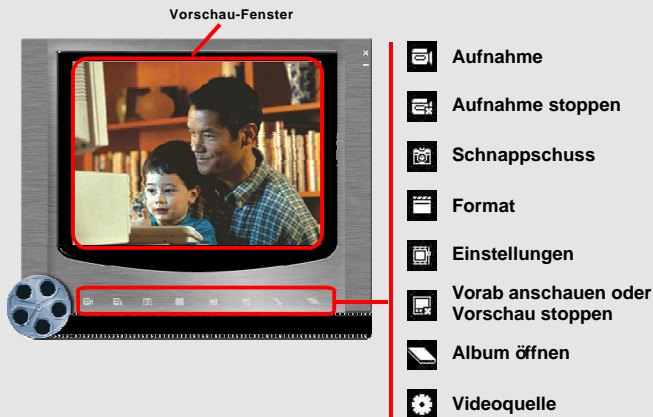 Vorschau-Fenster
Aufnahme
Aufnahme stoppen
Schnappschuss
Format
Einstellungen
Vorab anschauen oder
Vorschau stoppen
Album öffnen
Videoquelle